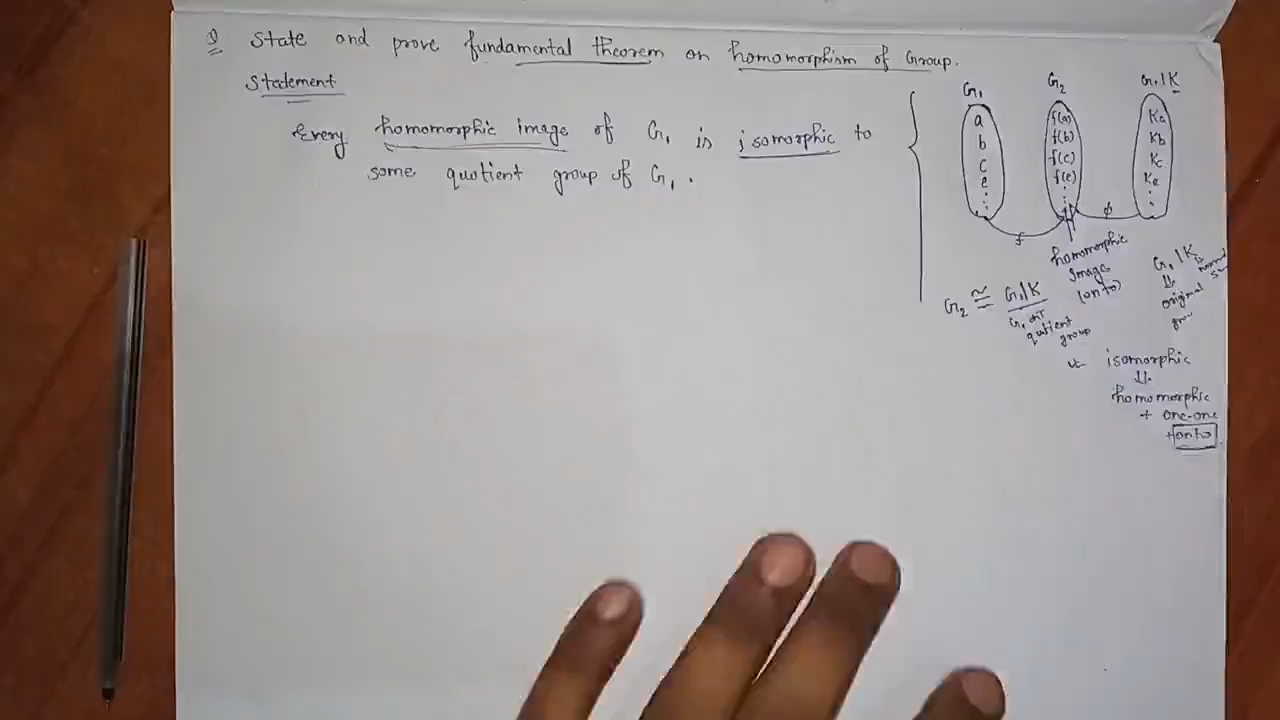 Q State and prove fundamental theorem on homomorphism of Group.
Statement
Every homomorphic image of G₁ is isomorphic to
some quotient group of G₁.
G₁ G₂ G₁|K
a f(a) Ka
b f(b) Kb
c f(c) Kc
e f(e) Ke
⋮ ⋮ ⋮
f ϕ
homomorphic
image
(onto)
G₂ ≅ G₁|K
G₁
qutient
group
G₁|K
⇓
original
isomorphic
⇓
homomorphic
+ one-one
+onto